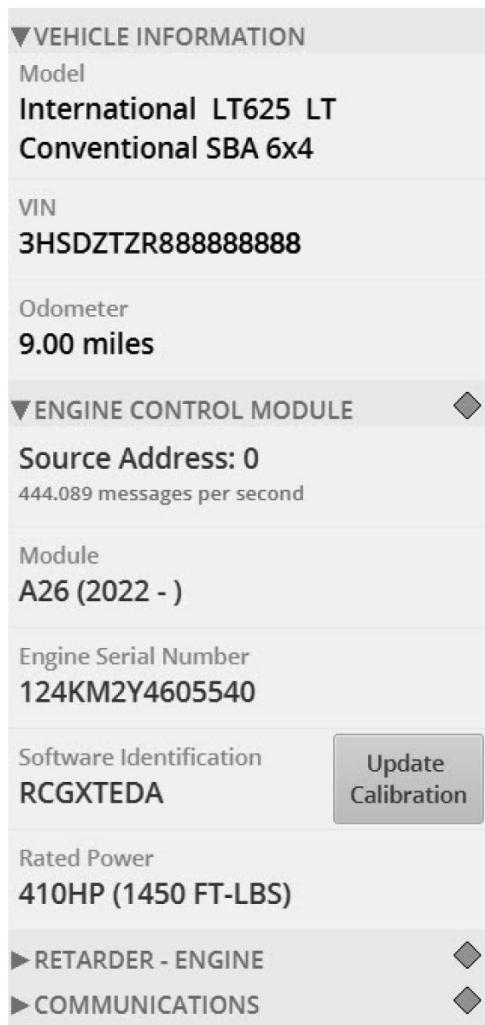 VEHICLE INFORMATION
Model
International LT625 LT
Conventional SBA 6x4
VIN
3HSDZTZR888888888
Odometer
9.00 miles
ENGINE CONTROL MODULE
Source Address: 0
444.089 messages per second
Module
A26 (2022 - )
Engine Serial Number
124KM2Y4605540
Software Identification
RCGXTEDA
Update
Calibration
Rated Power
410HP (1450 FT-LBS)
RETARDER - ENGINE
COMMUNICATIONS